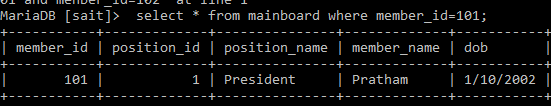 01 and member_id=102' at line 1
MariaDB [sait]>  select * from mainboard where member_id=101;
+-----------+-------------+---------------+-------------+-----------+
| member_id | position_id | position_name | member_name | dob       |
+-----------+-------------+---------------+-------------+-----------+
|       101 |           1 | President     | Pratham     | 1/10/2002 |
+-----------+-------------+---------------+-------------+-----------+